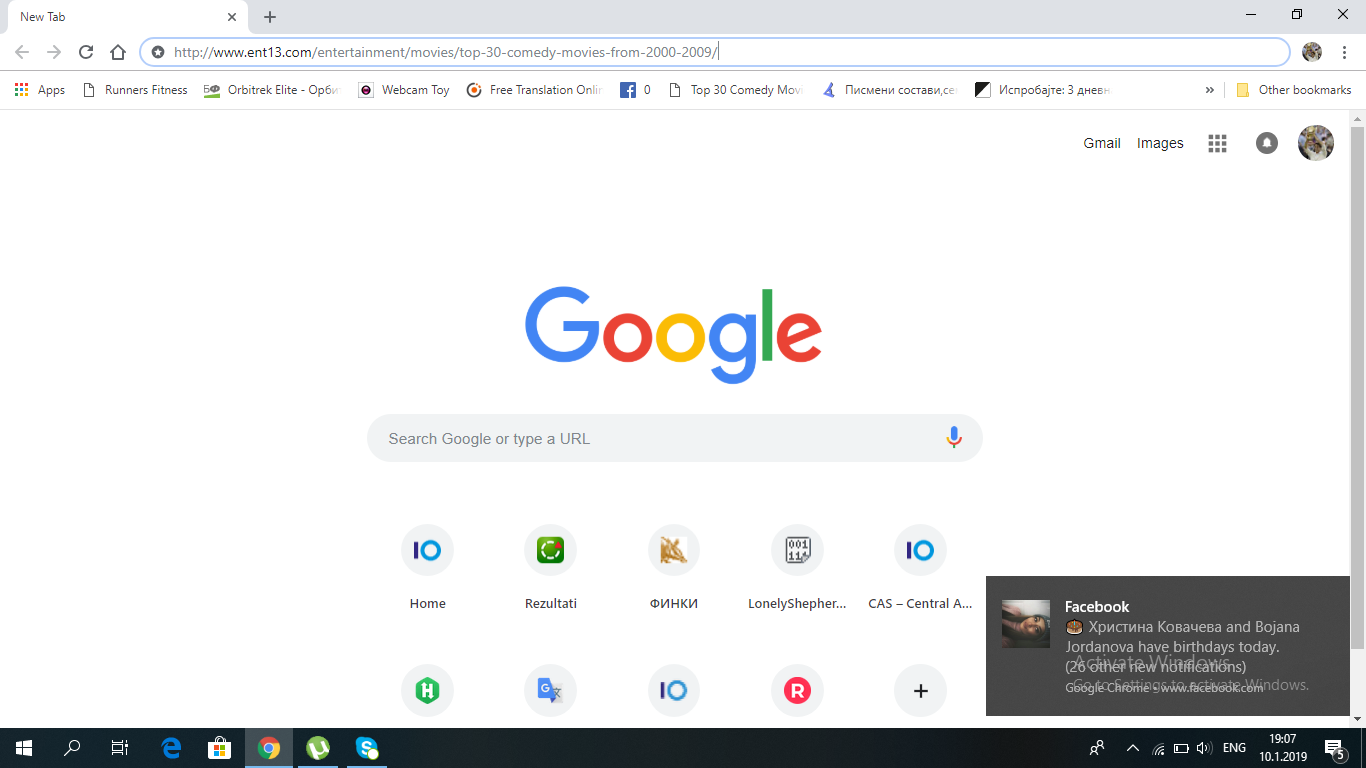 New Tab
http://www.ent13.com/entertainment/movies/top-30-comedy-movies-from-2000-2009/
Apps Runners Fitness Orbitrek Elite - Орби Webcam Toy Free Translation Onlin 0 Top 30 Comedy Movi Писмени состави,се Испробајте: 3 дневн » Other bookmarks
Gmail Images
Google
Search Google or type a URL
Home Rezultati ФИНКИ LonelyShepher... CAS – Central A...
Facebook
Христина Ковачева and Bojana
Jordanova have birthdays today.
(26 other new notifications)
Google Chrome • www.facebook.com
Activate Windows
Go to Settings to activate Windows.
ENG
19:07
10.1.2019
5